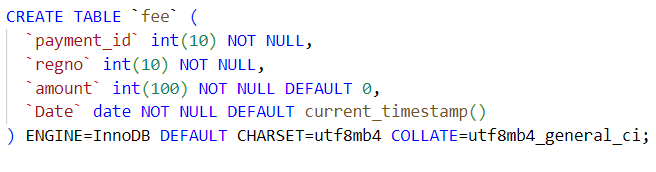 CREATE TABLE `fee` (
  `payment_id` int(10) NOT NULL,
  `regno` int(10) NOT NULL,
  `amount` int(100) NOT NULL DEFAULT 0,
  `Date` date NOT NULL DEFAULT current_timestamp()
) ENGINE=InnoDB DEFAULT CHARSET=utf8mb4 COLLATE=utf8mb4_general_ci;